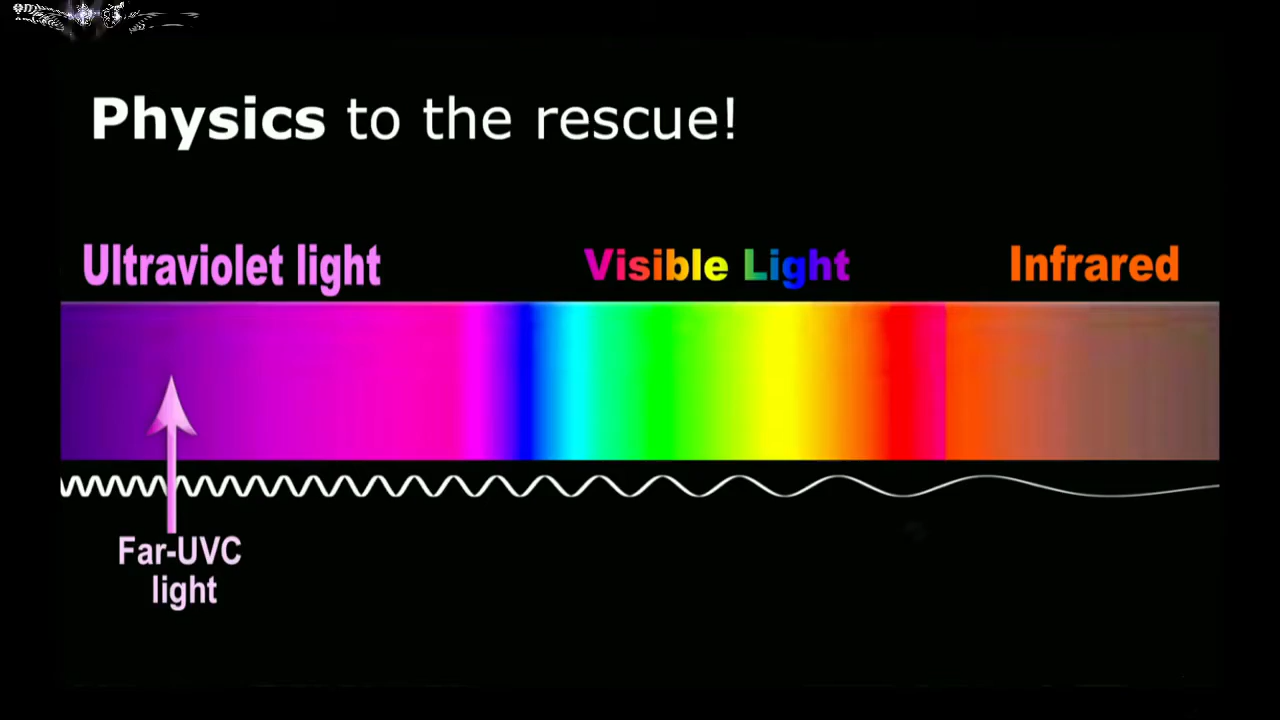 Physics to the rescue!
Ultraviolet light
Visible Light
Infrared
Far-UVC
light